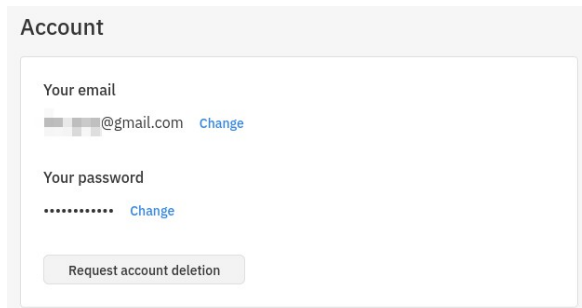 Account
Your email
@gmail.com Change
Your password
•••••••••••• Change
Request account deletion